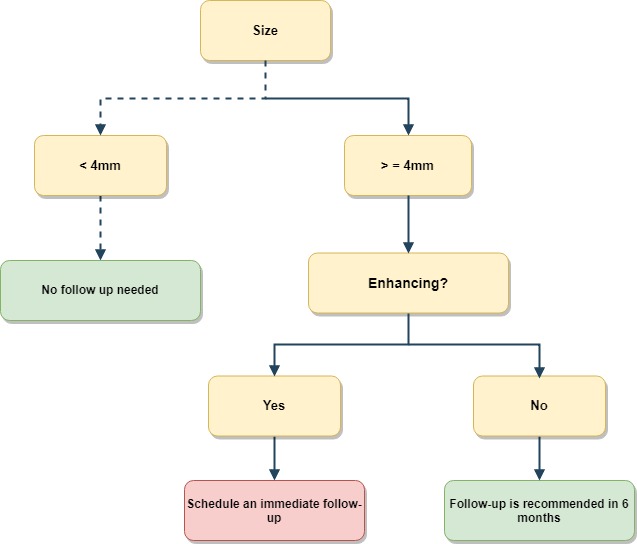 Size
< 4mm
> = 4mm
No follow up needed
Enhancing?
Yes
No
Schedule an immediate follow-
up
Follow-up is recommended in 6
months